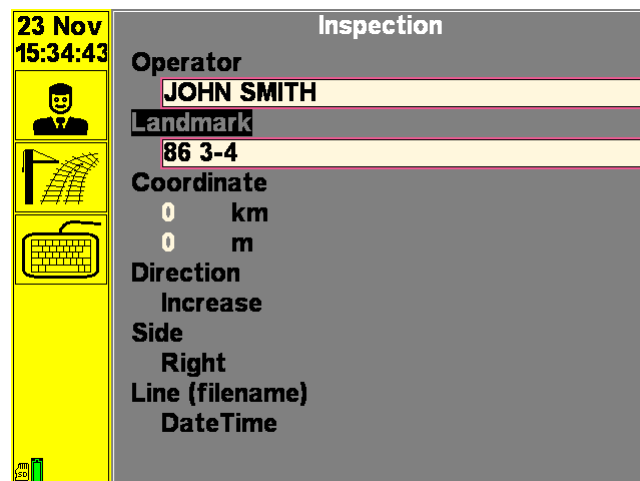 23 Nov
15:34:43
Inspection
Operator
JOHN SMITH
Landmark
86 3-4
Coordinate
0 km
0 m
Direction
Increase
Side
Right
Line (filename)
DateTime
SD